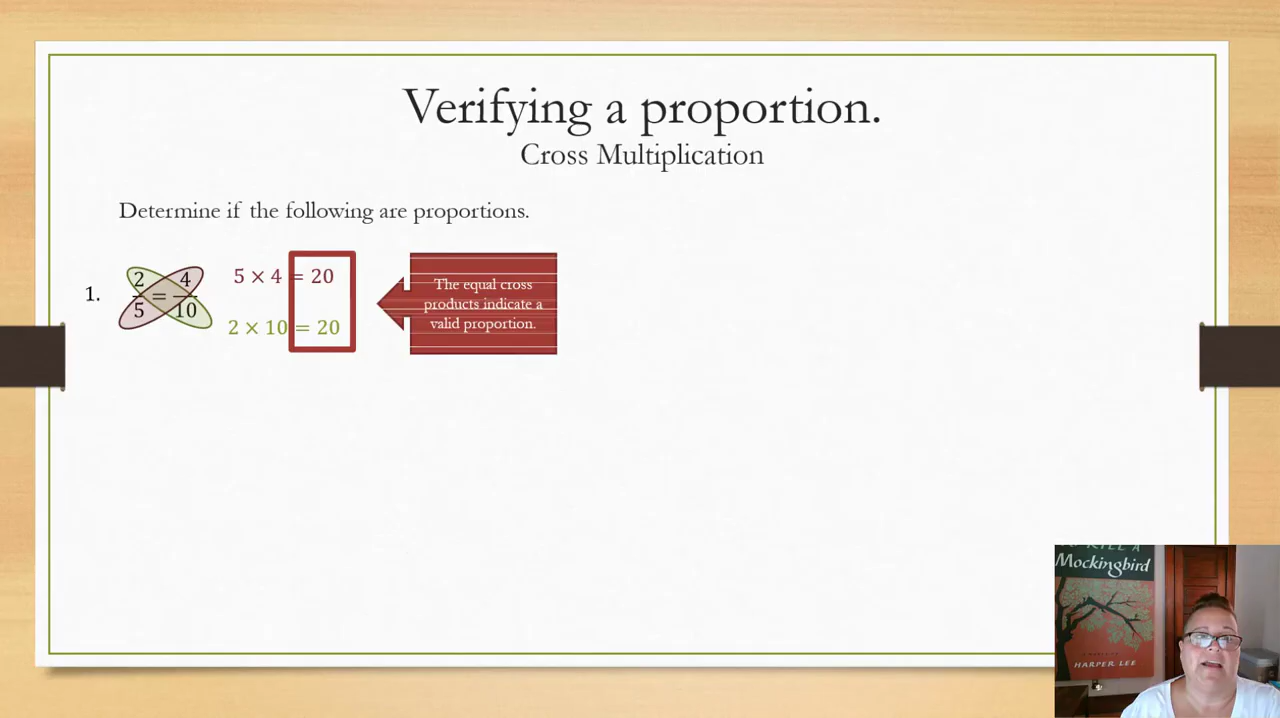 Verifying a proportion.
Cross Multiplication
Determine if the following are proportions.
1. 2/5 = 4/10
5 × 4 = 20
2 × 10 = 20
The equal cross
products indicate a
valid proportion.
Mockingbird
HARPER LEE